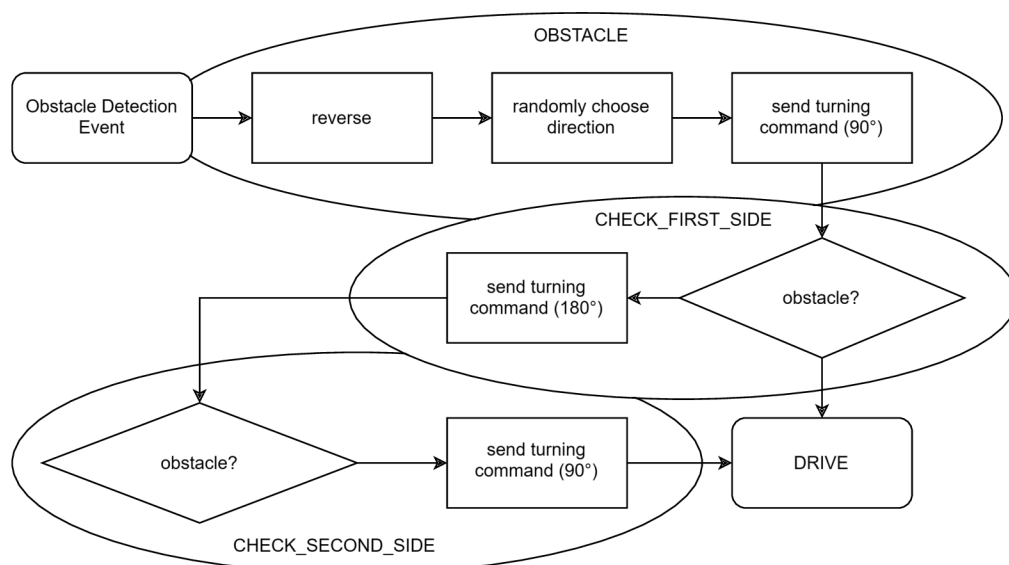 OBSTACLE
Obstacle Detection
Event
reverse
randomly choose
direction
send turning
command (90°)
CHECK_FIRST_SIDE
send turning
command (180°)
obstacle?
obstacle?
send turning
command (90°)
DRIVE
CHECK_SECOND_SIDE